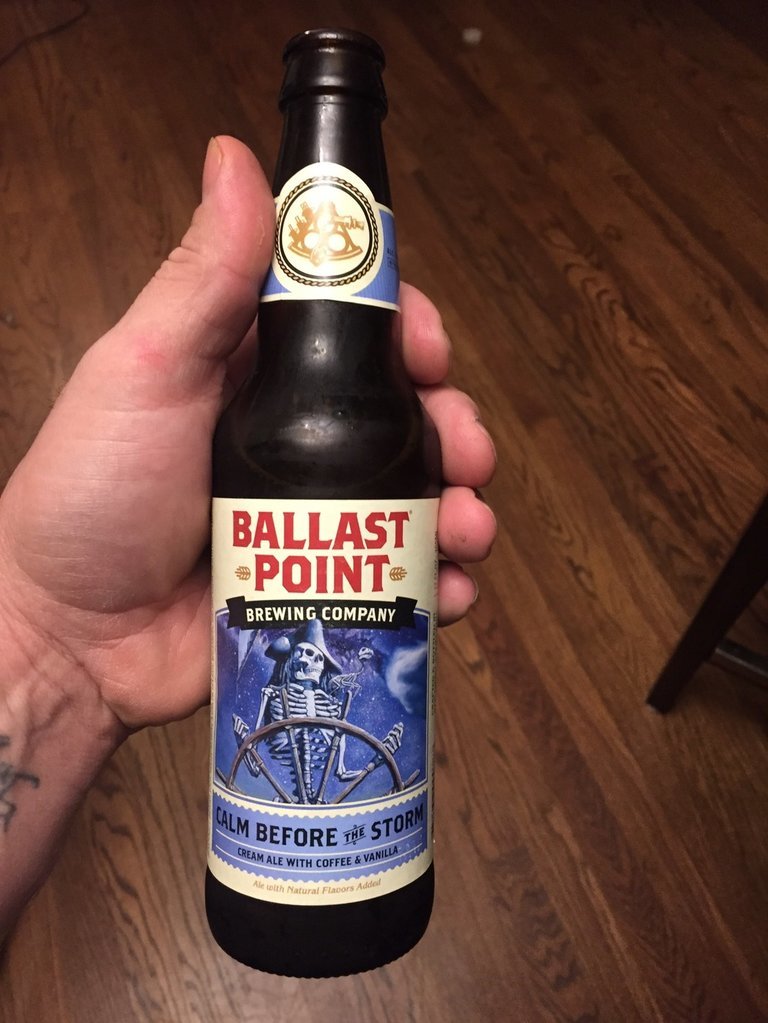 BALLAST
POINT
BREWING COMPANY
CALM BEFORE THE STORM
CREAM ALE WITH COFFEE & VANILLA
Ale with Natural Flavors Added